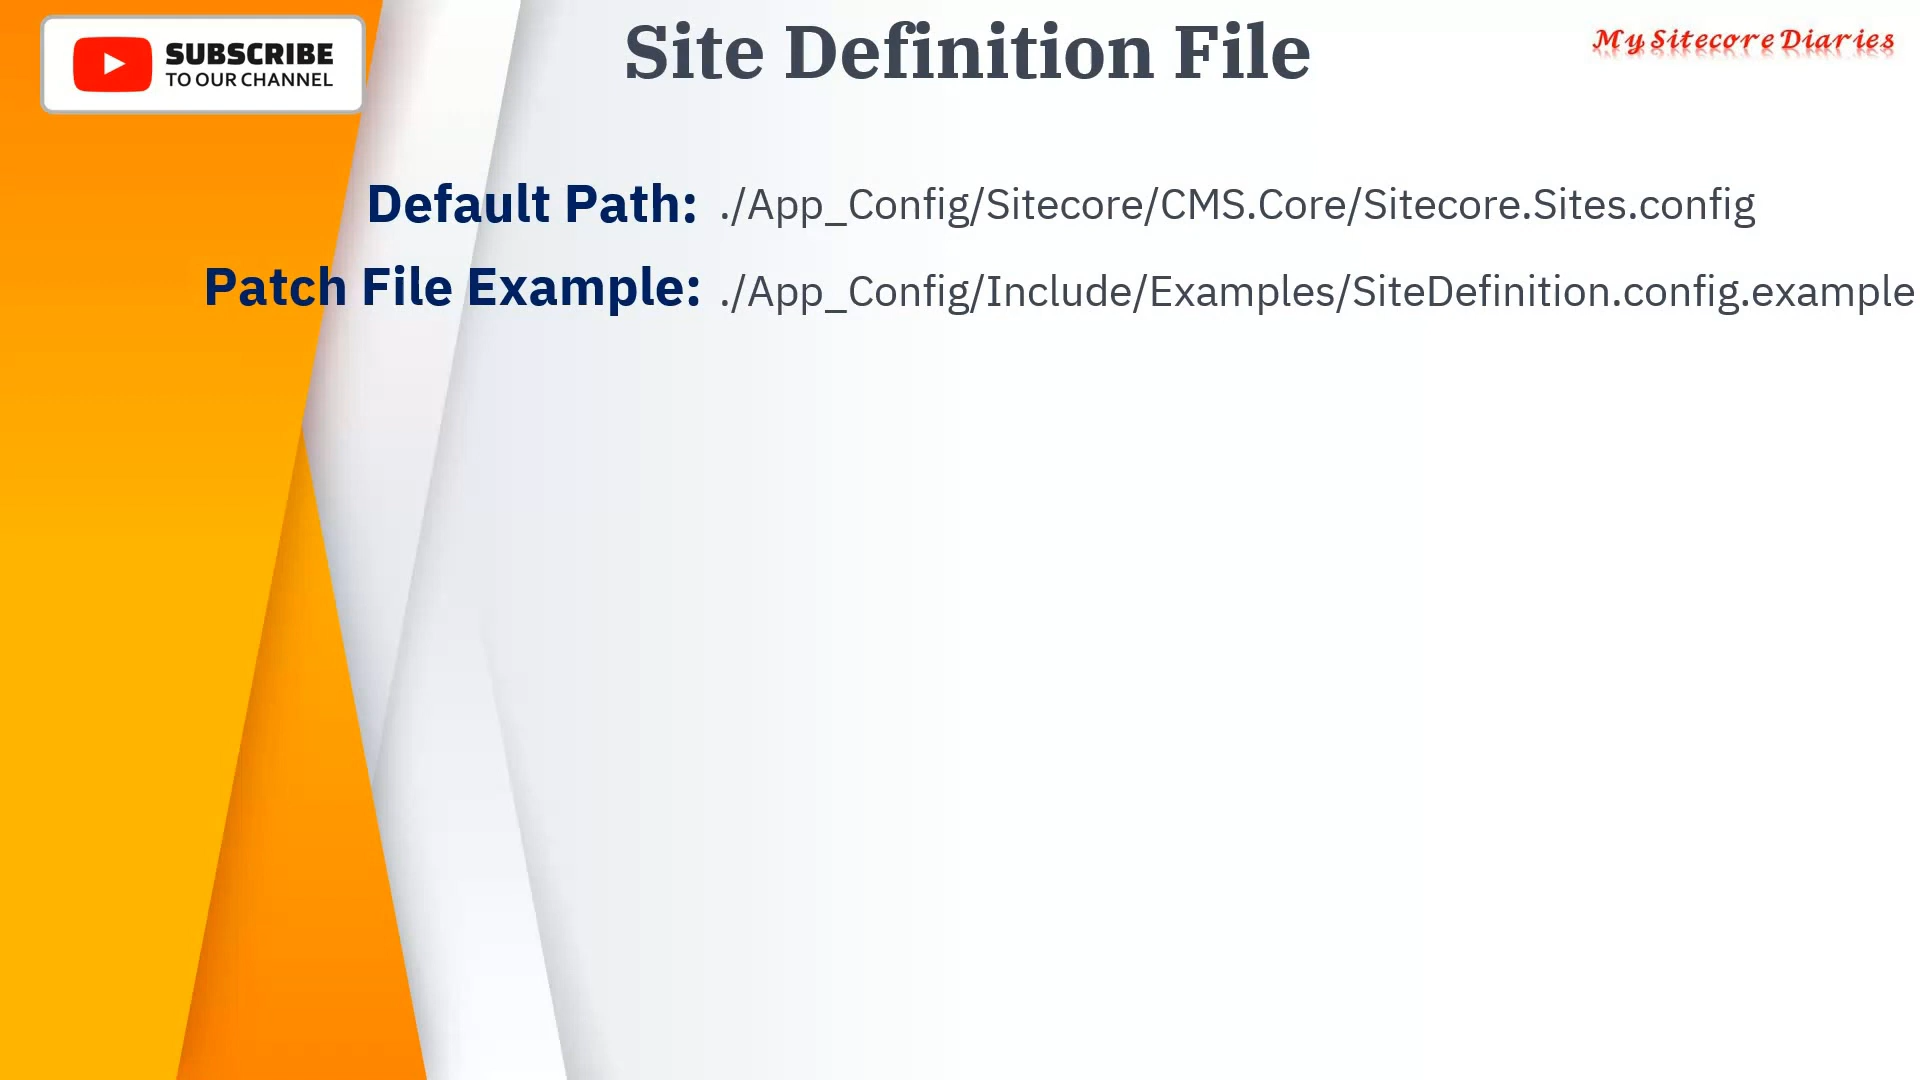 SUBSCRIBE
TO OUR CHANNEL
Site Definition File
My Sitecore Diaries
Default Path: ./App_Config/Sitecore/CMS.Core/Sitecore.Sites.config
Patch File Example: ./App_Config/Include/Examples/SiteDefinition.config.example